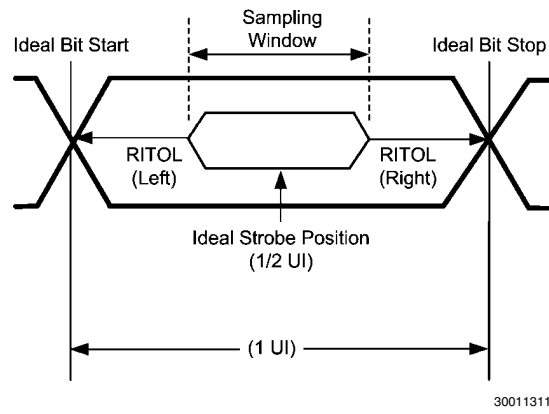 Sampling
Window
Ideal Bit Start
Ideal Bit Stop
RITOL
(Left)
RITOL
(Right)
Ideal Strobe Position
(1/2 UI)
(1 UI)
30011311